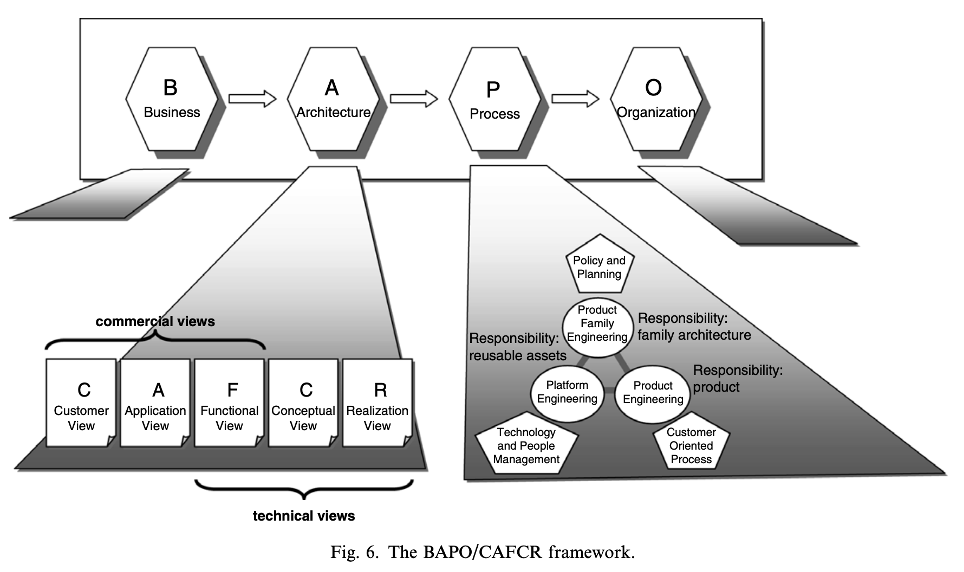 B
Business
A
Architecture
P
Process
O
Organization
commercial views
C
Customer
View
A
Application
View
F
Functional
View
C
Conceptual
View
R
Realization
View
technical views
Policy and
Planning
Product
Family
Engineering
Responsibility:
family architecture
Responsibility:
reusable assets
Responsibility:
product
Platform
Engineering
Product
Engineering
Technology
and People
Management
Customer
Oriented
Process
Fig. 6. The BAPO/CAFCR framework.